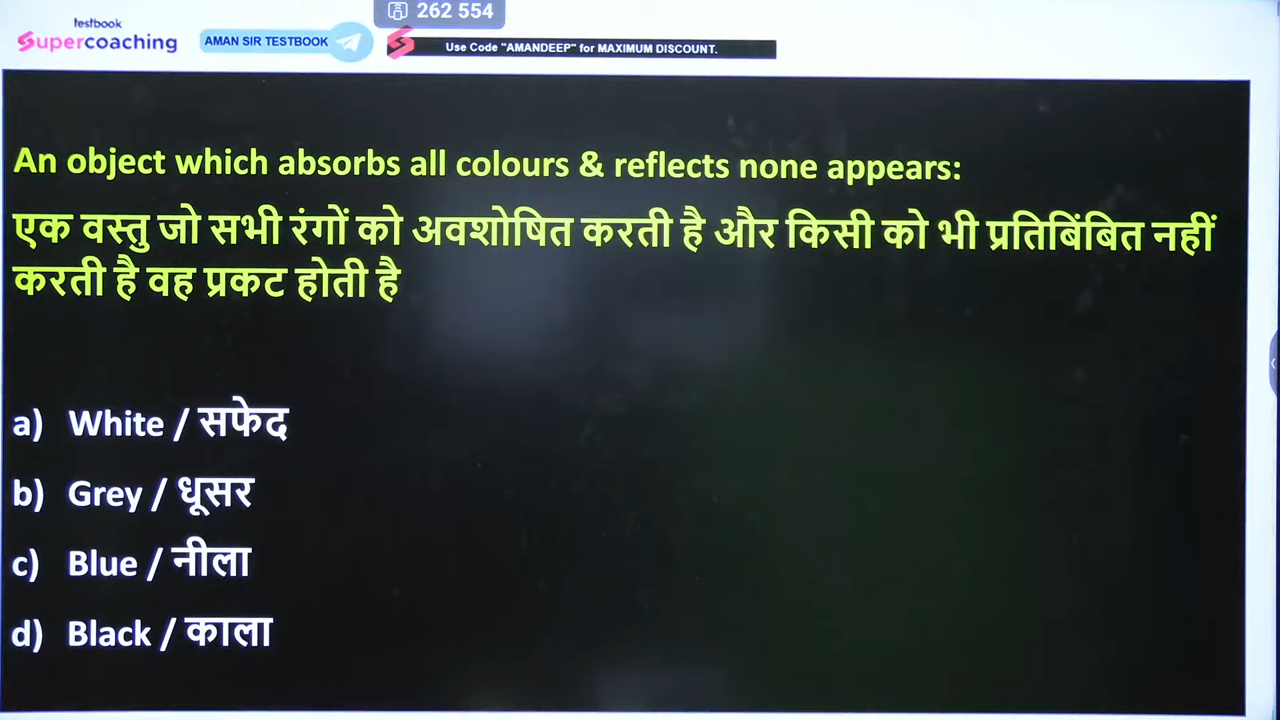 262 554
testbook
Supercoaching
AMAN SIR TESTBOOK
Use Code "AMANDEEP" for MAXIMUM DISCOUNT.
An object which absorbs all colours & reflects none appears:
एक वस्तु जो सभी रंगों को अवशोषित करती है और किसी को भी प्रतिबिंबित नहीं
करती है वह प्रकट होती है
a) White / सफेद
b) Grey / धूसर
c) Blue / नीला
d) Black / काला